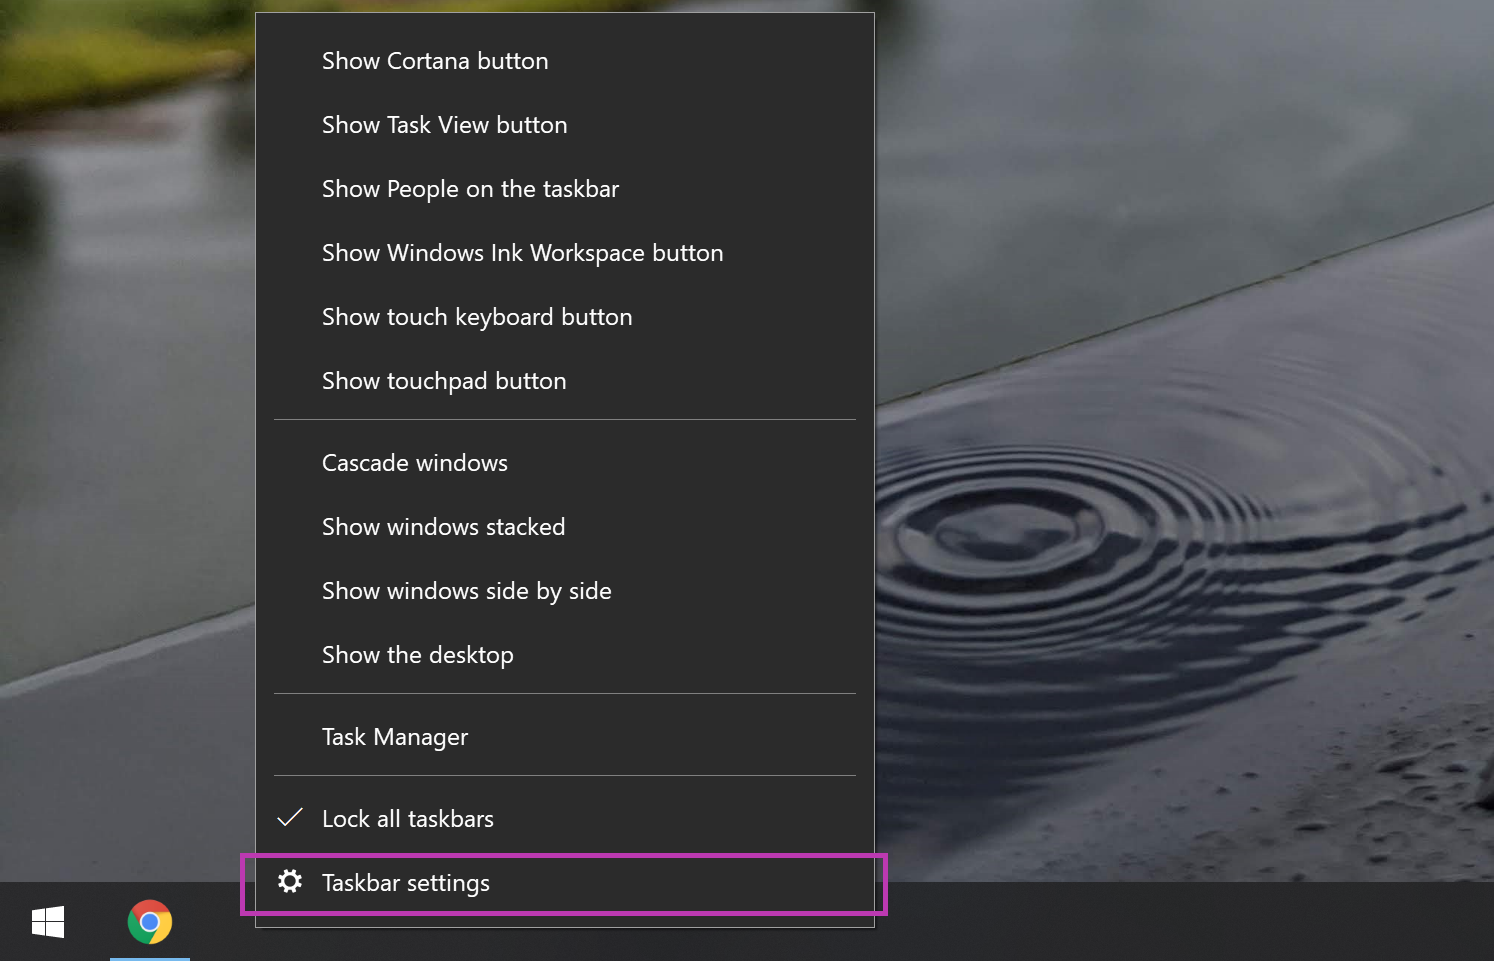 Show Cortana button
Show Task View button
Show People on the taskbar
Show Windows Ink Workspace button
Show touch keyboard button
Show touchpad button
Cascade windows
Show windows stacked
Show windows side by side
Show the desktop
Task Manager
Lock all taskbars
Taskbar settings